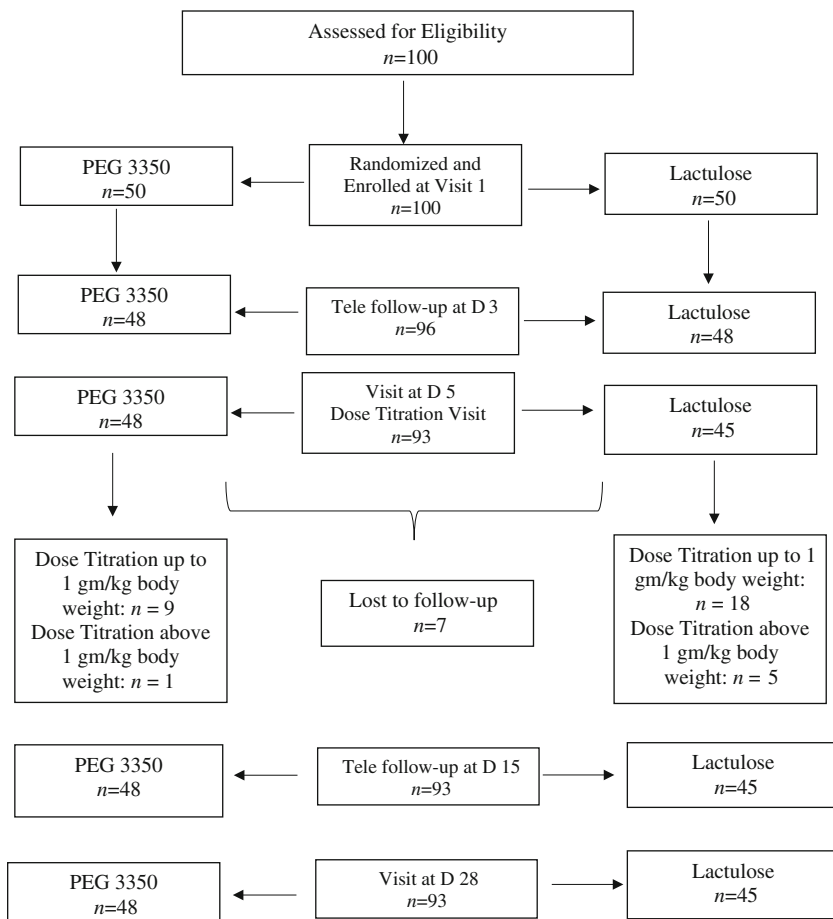 Assessed for Eligibility
n=100
PEG 3350
n=50
Randomized and
Enrolled at Visit 1
n=100
Lactulose
n=50
PEG 3350
n=48
Tele follow-up at D 3
n=96
Lactulose
n=48
PEG 3350
n=48
Visit at D 5
Dose Titration Visit
n=93
Lactulose
n=45
Dose Titration up to
1 gm/kg body
weight: n = 9
Dose Titration above
1 gm/kg body
weight: n = 1
Lost to follow-up
n=7
Dose Titration up to 1
gm/kg body weight:
n = 18
Dose Titration above
1 gm/kg body
weight: n = 5
PEG 3350
n=48
Tele follow-up at D 15
n=93
Lactulose
n=45
PEG 3350
n=48
Visit at D 28
n=93
Lactulose
n=45